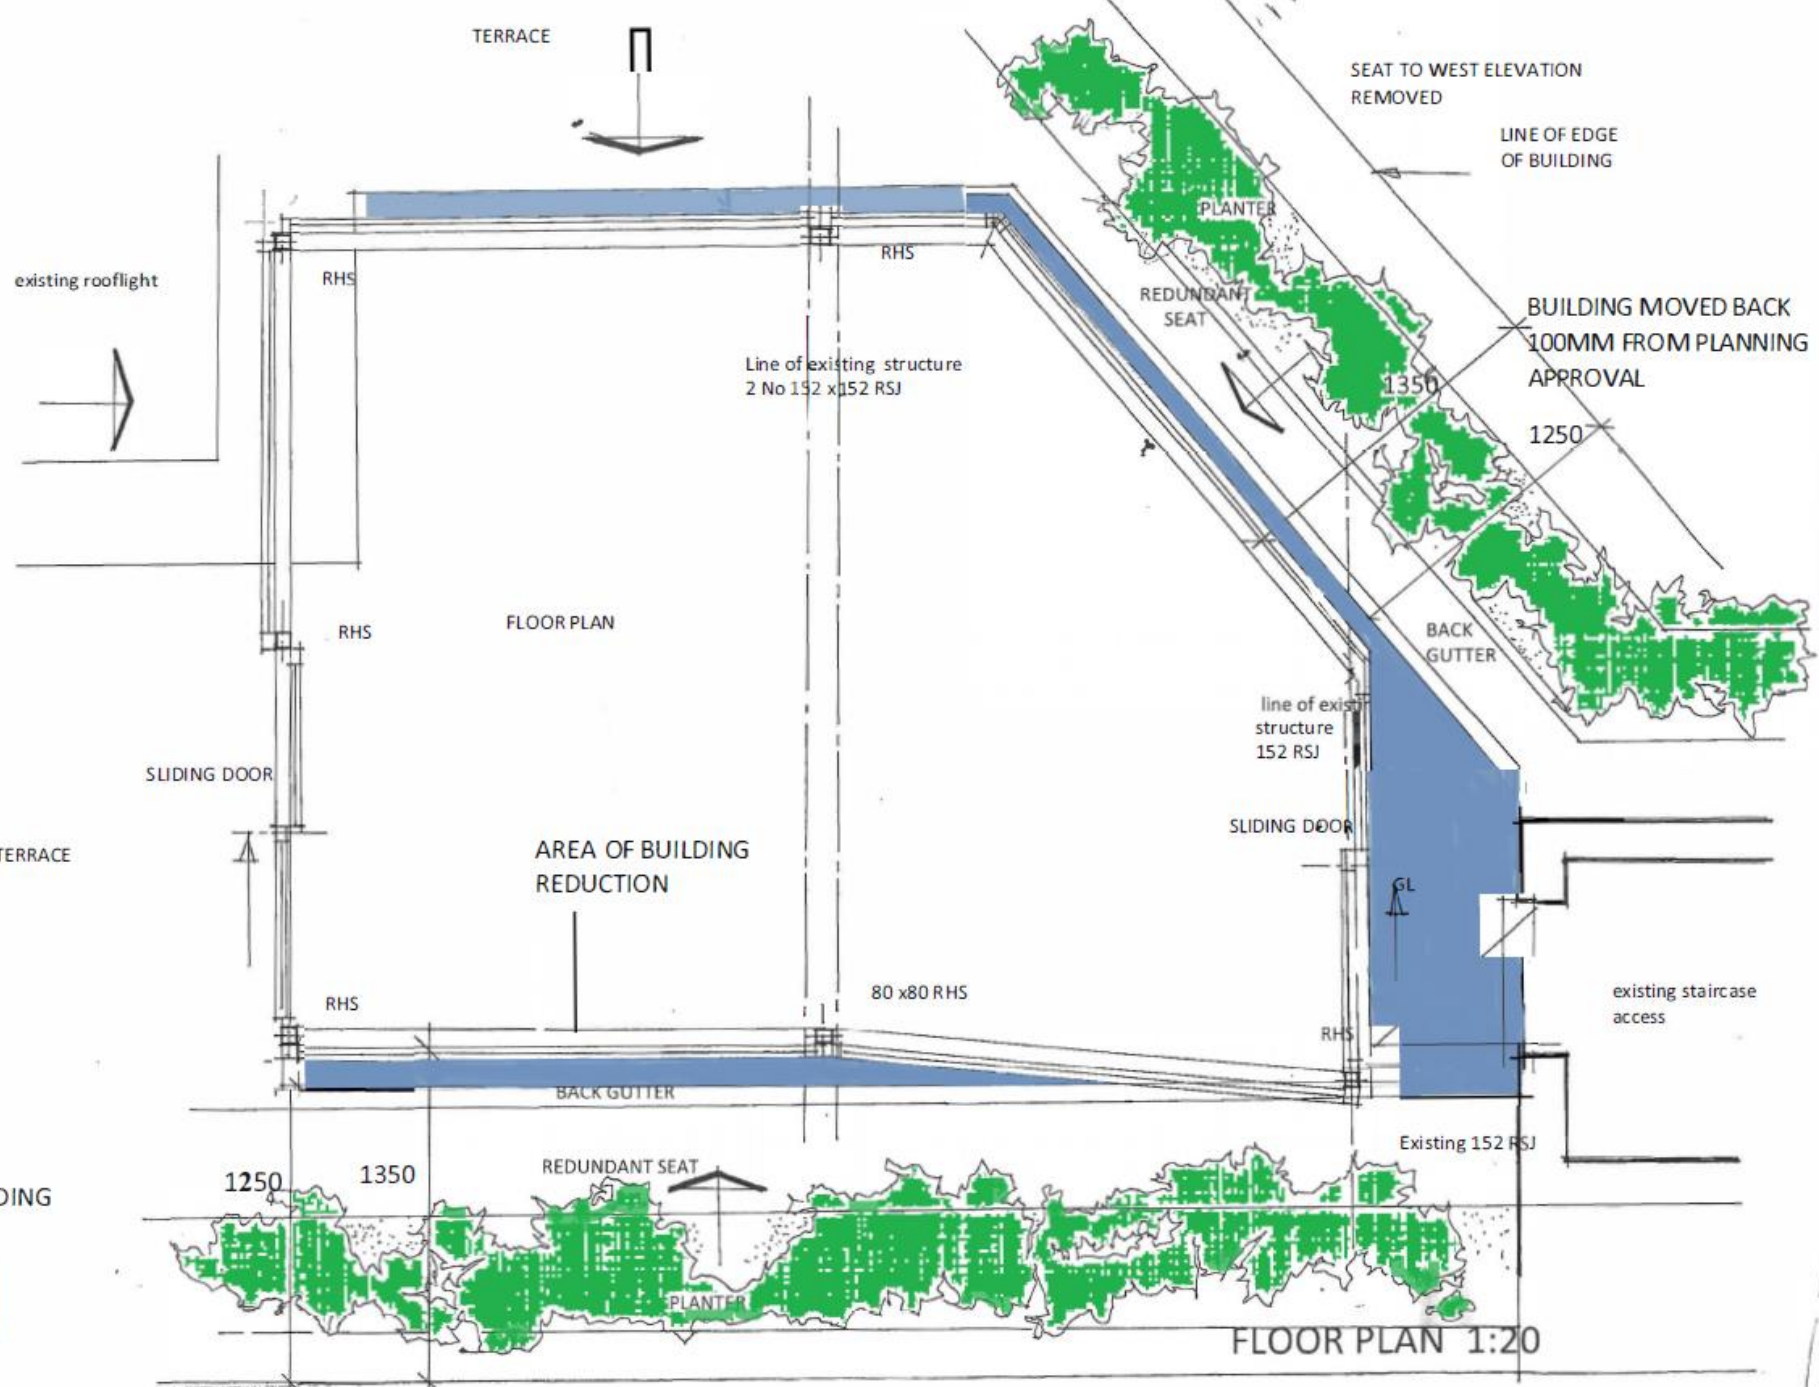 TERRACE
SEAT TO WEST ELEVATION
REMOVED
LINE OF EDGE
OF BUILDING
PLANTER
existing rooflight
RHS
RHS
REDUNDANT
SEAT
BUILDING MOVED BACK
100MM FROM PLANNING
APPROVAL
Line of existing structure
2 No 152 x152 RSJ
1350
1250
RHS
FLOOR PLAN
BACK
GUTTER
line of existi
structure
152 RSJ
SLIDING DOOR
SLIDING DOOR
TERRACE
AREA OF BUILDING
REDUCTION
GL
RHS
80 x80 RHS
existing staircase
access
RHS
BACK GUTTER
Existing 152 RSJ
REDUNDANT SEAT
1250
1350
DING
PLANTER
FLOOR PLAN 1:20